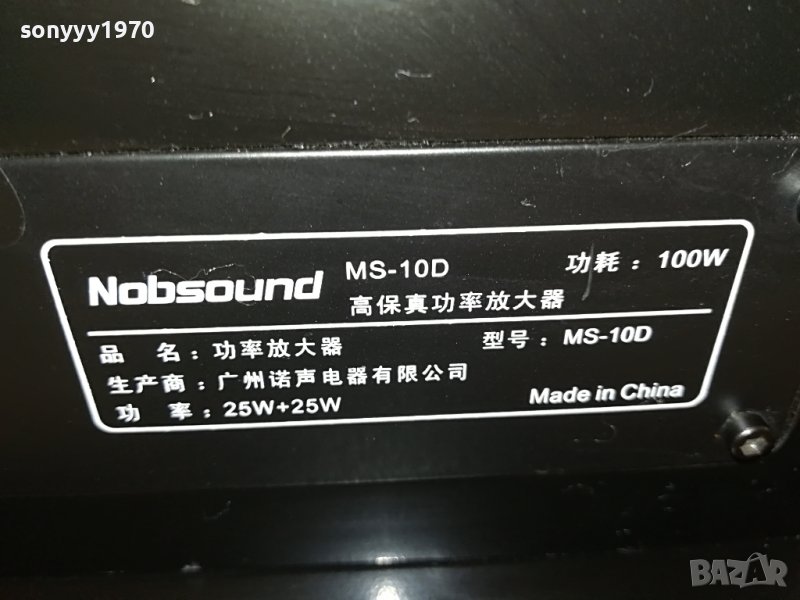 sonyyy1970
Nobsound MS-10D 功耗：100W
高保真功率放大器
品 名：功率放大器 型号：MS-10D
生产商：广州诺声电器有限公司
功 率：25W+25W Made in China
BAZAR